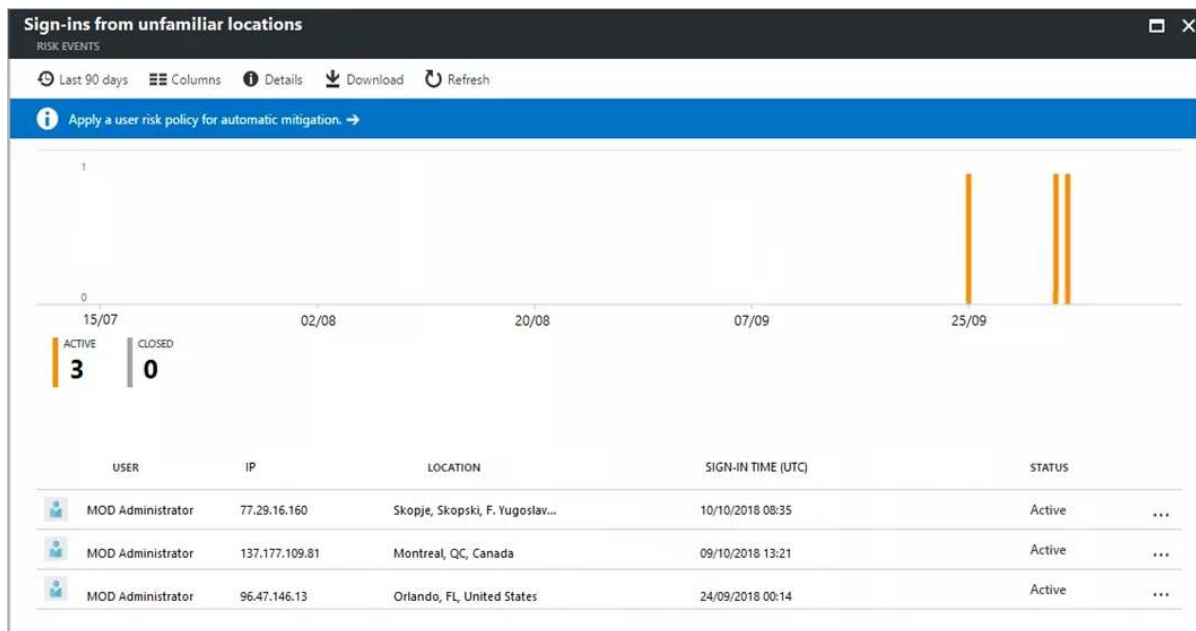 Sign-ins from unfamiliar locations
RISK EVENTS
Last 90 days Columns Details Download Refresh
Apply a user risk policy for automatic mitigation. →
1
0
15/07 02/08 20/08 07/09 25/09
ACTIVE CLOSED
3 0
USER IP LOCATION SIGN-IN TIME (UTC) STATUS
MOD Administrator 77.29.16.160 Skopje, Skopski, F. Yugoslav... 10/10/2018 08:35 Active ...
MOD Administrator 137.177.109.81 Montreal, QC, Canada 09/10/2018 13:21 Active ...
MOD Administrator 96.47.146.13 Orlando, FL, United States 24/09/2018 00:14 Active ...